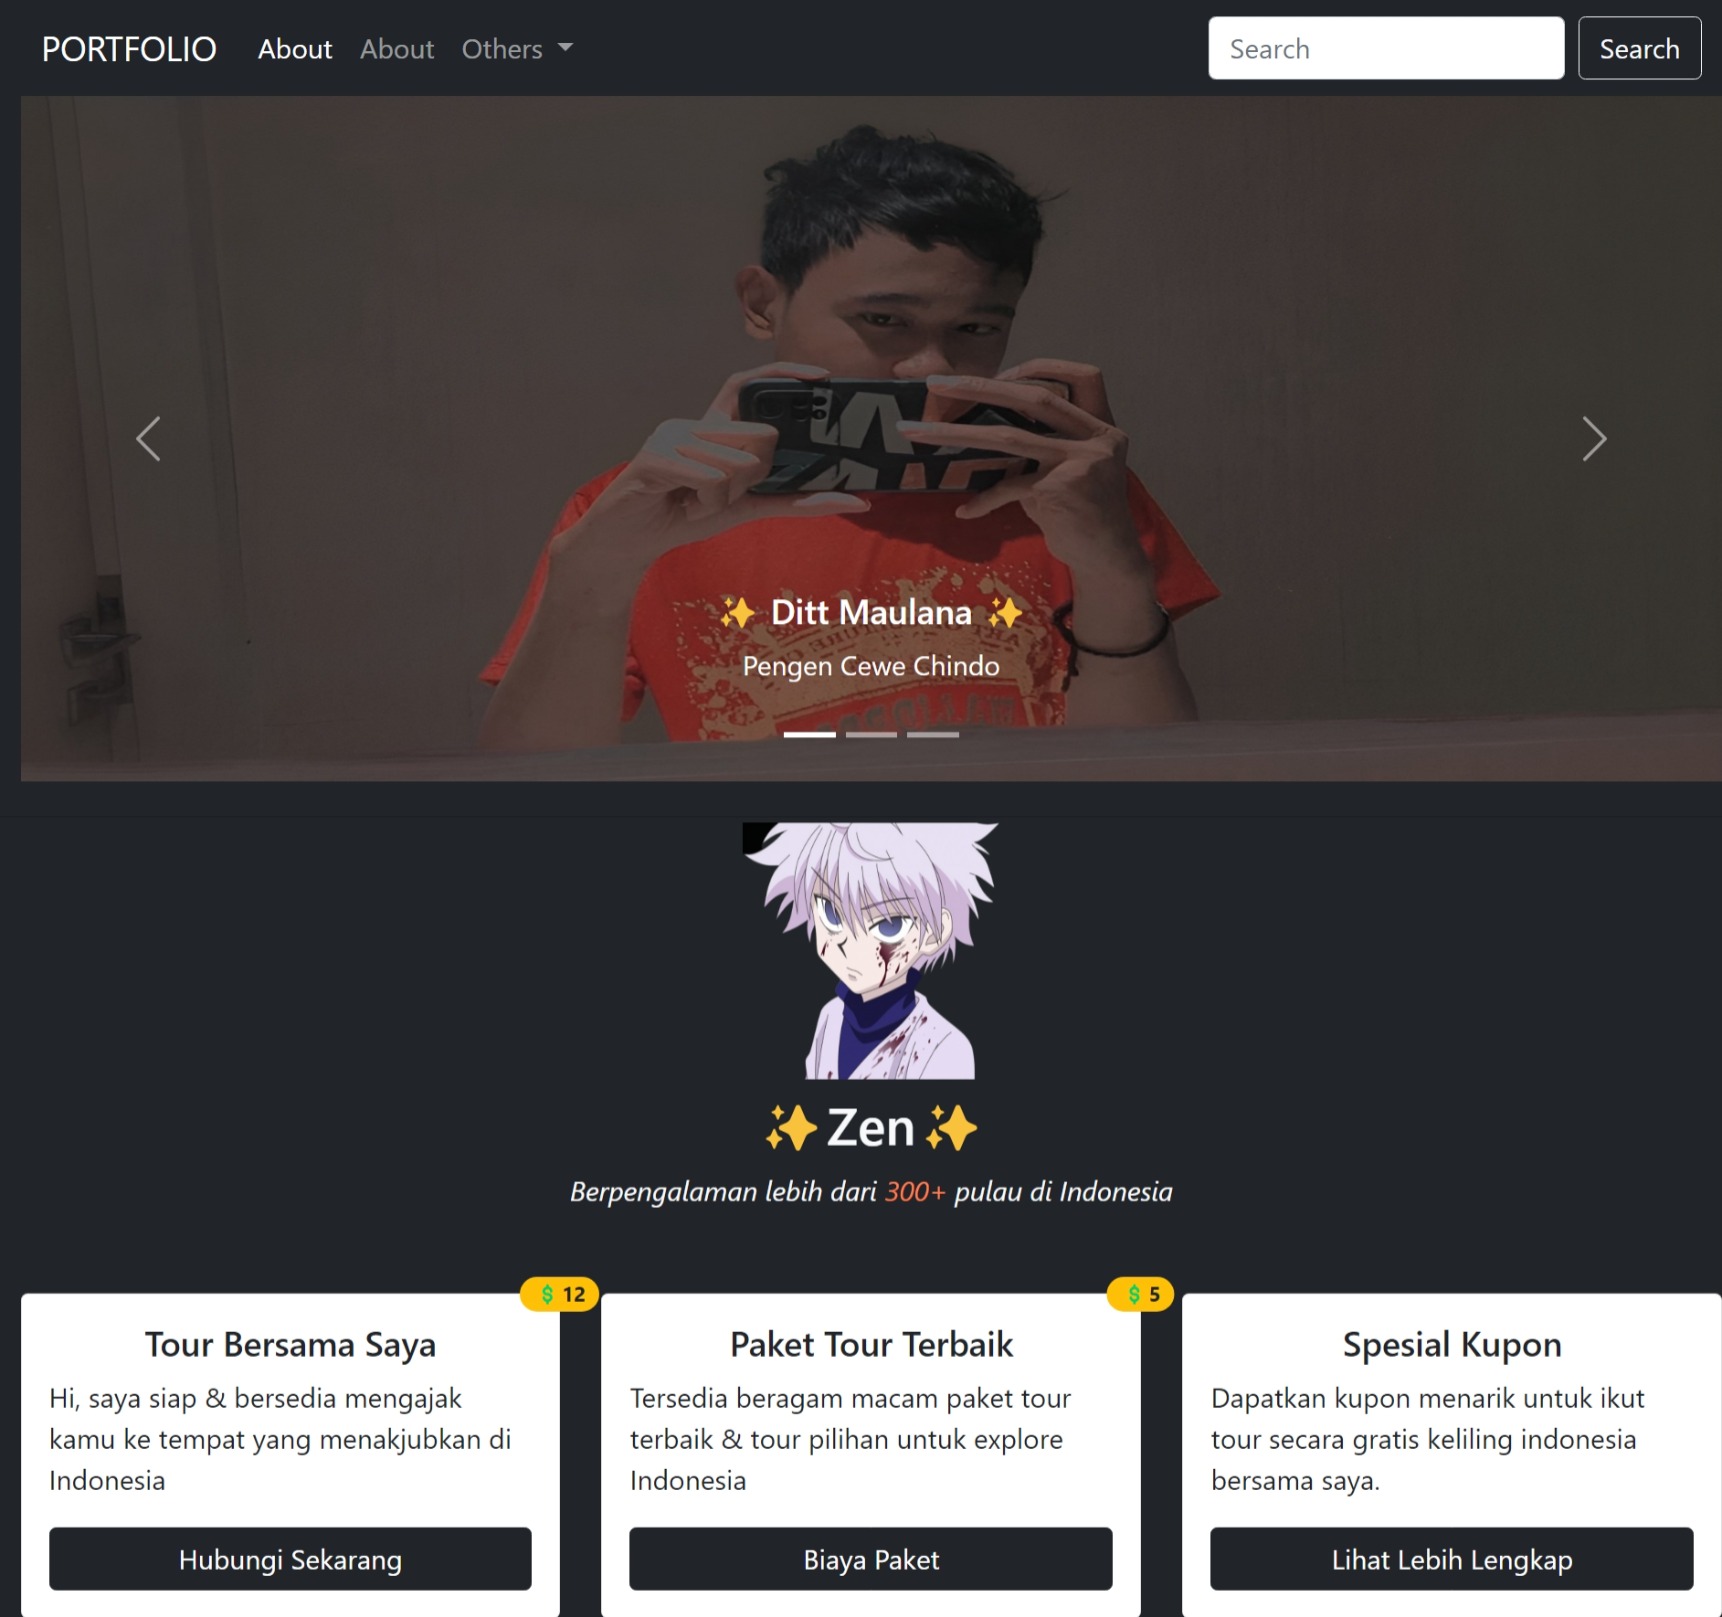 PORTFOLIO About About Others Search Search
✨ Ditt Maulana ✨
Pengen Cewe Chindo
✨ Zen ✨
Berpengalaman lebih dari 300+ pulau di Indonesia
💲 12
Tour Bersama Saya
Hi, saya siap & bersedia mengajak
kamu ke tempat yang menakjubkan di
Indonesia
Hubungi Sekarang
💲 5
Paket Tour Terbaik
Tersedia beragam macam paket tour
terbaik & tour pilihan untuk explore
Indonesia
Biaya Paket
Spesial Kupon
Dapatkan kupon menarik untuk ikut
tour secara gratis keliling indonesia
bersama saya.
Lihat Lebih Lengkap